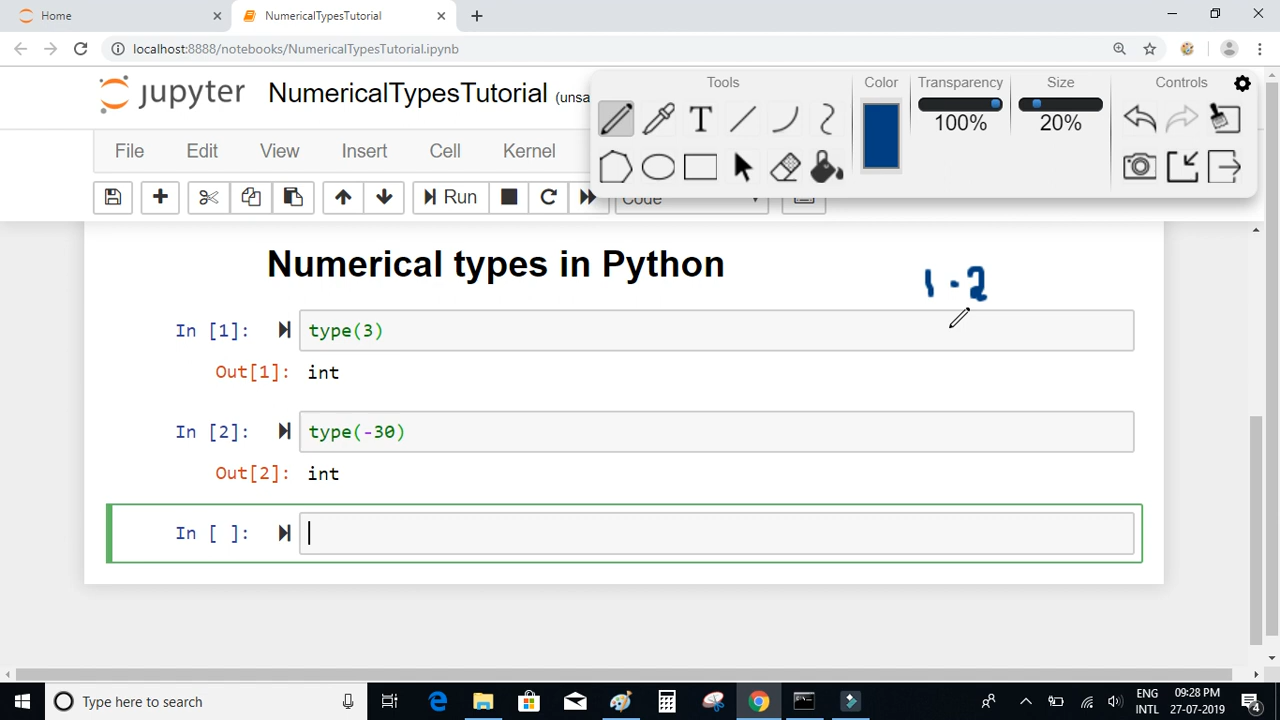 Home
NumericalTypesTutorial
localhost:8888/notebooks/NumericalTypesTutorial.ipynb
jupyter NumericalTypesTutorial (unsa
Tools Color Transparency Size Controls
100% 20%
File Edit View Insert Cell Kernel
Run Code
Numerical types in Python
1.2
In [1]: type(3)
Out[1]: int
In [2]: type(-30)
Out[2]: int
In [ ]:
Type here to search
ENG 09:28 PM
INTL 27-07-2019
4